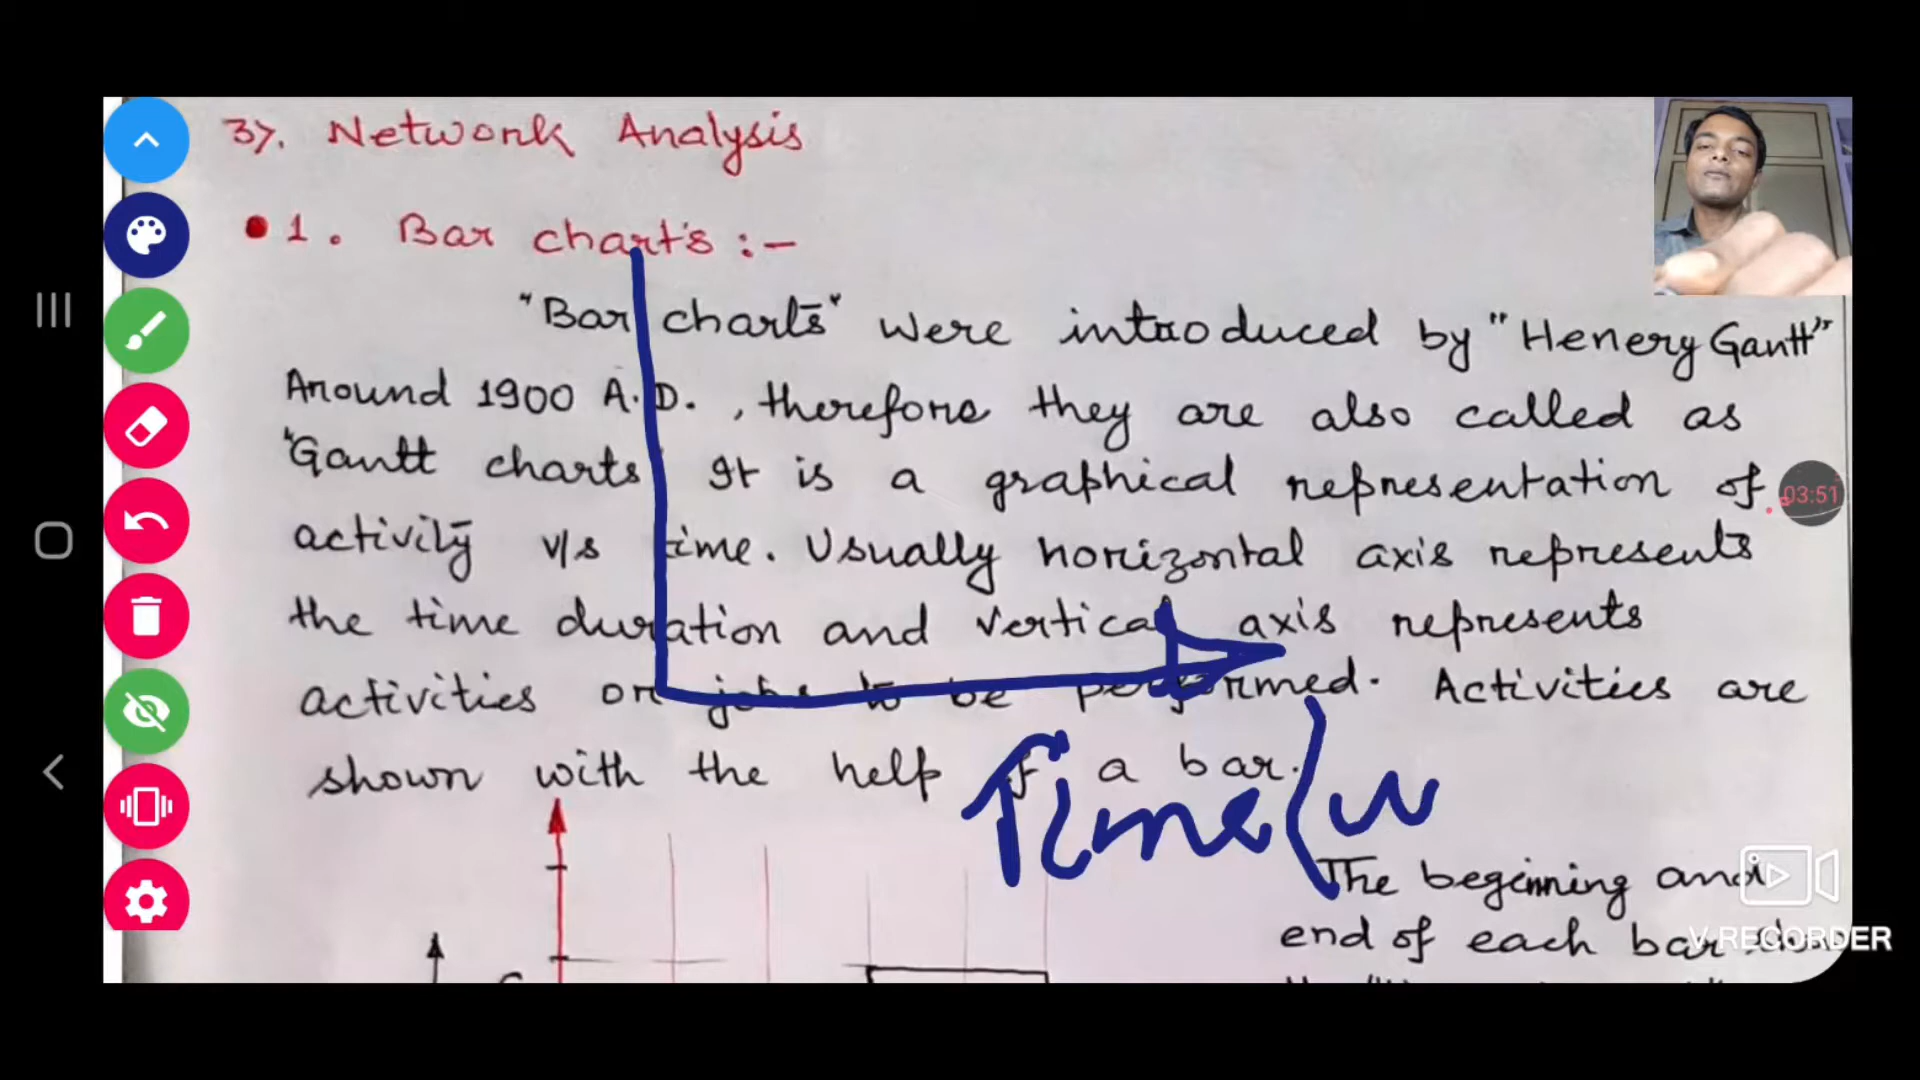 3). Network Analysis
1. Bar charts :-
"Bar charts" were introduced by "Henery Gantt"
Around 1900 A.D., therefore they are also called as
"Gantt charts" It is a graphical representation of
activity v/s time. Usually horizontal axis represents
the time duration and vertical axis represents
activities or jobs to be performed. Activities are
shown with the help of a bar.
Time (w
The beginning and
end of each bar
03:51
V RECORDER